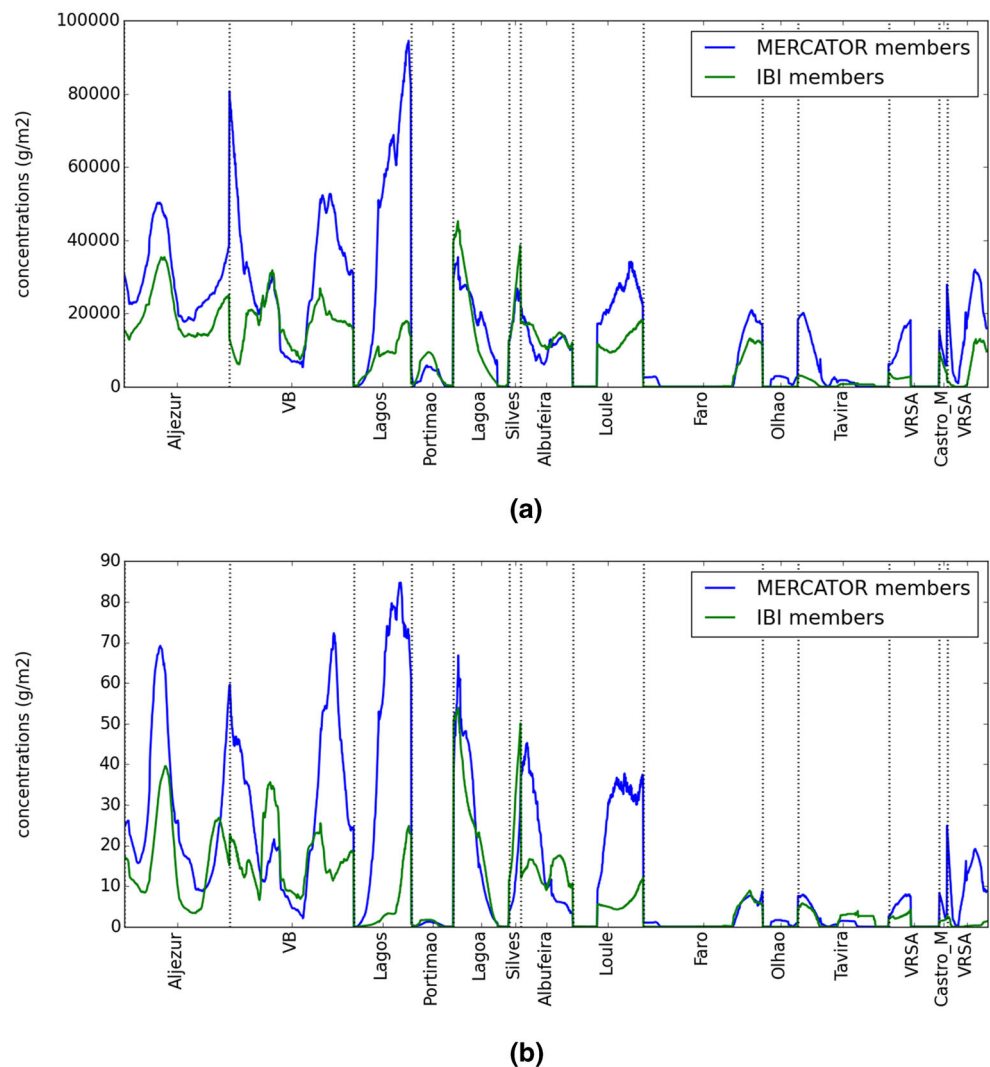 100000
80000
60000
40000
20000
0
concentrations (g/m2)
MERCATOR members
IBI members
Aljezur
VB
Lagos
Portimao
Lagoa
Silves
Albufeira
Loule
Faro
Olhao
Tavira
VRSA
Castro_M
VRSA
(a)
90
80
70
60
50
40
30
20
10
0
concentrations (g/m2)
MERCATOR members
IBI members
Aljezur
VB
Lagos
Portimao
Lagoa
Silves
Albufeira
Loule
Faro
Olhao
Tavira
VRSA
Castro_M
VRSA
(b)